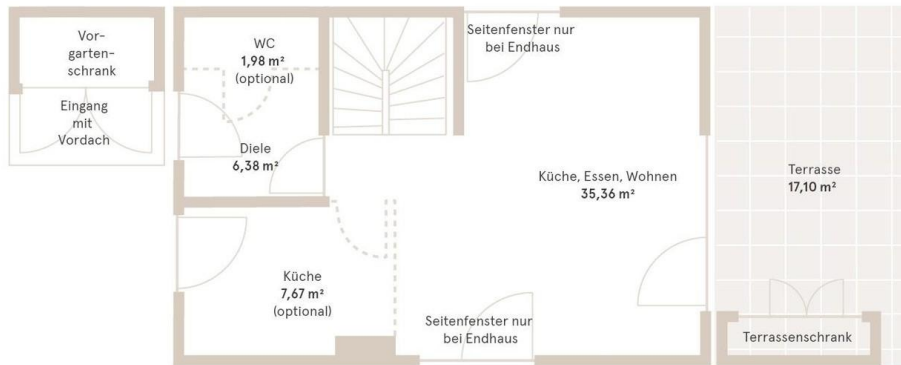 Vor-
garten-
schrank
Eingang
mit
Vordach
WC
1,98 m²
(optional)
Diele
6,38 m²
Seitenfenster nur
bei Endhaus
Küche, Essen, Wohnen
35,36 m²
Terrasse
17,10 m²
Küche
7,67 m²
(optional)
Seitenfenster nur
bei Endhaus
Terrassenschrank